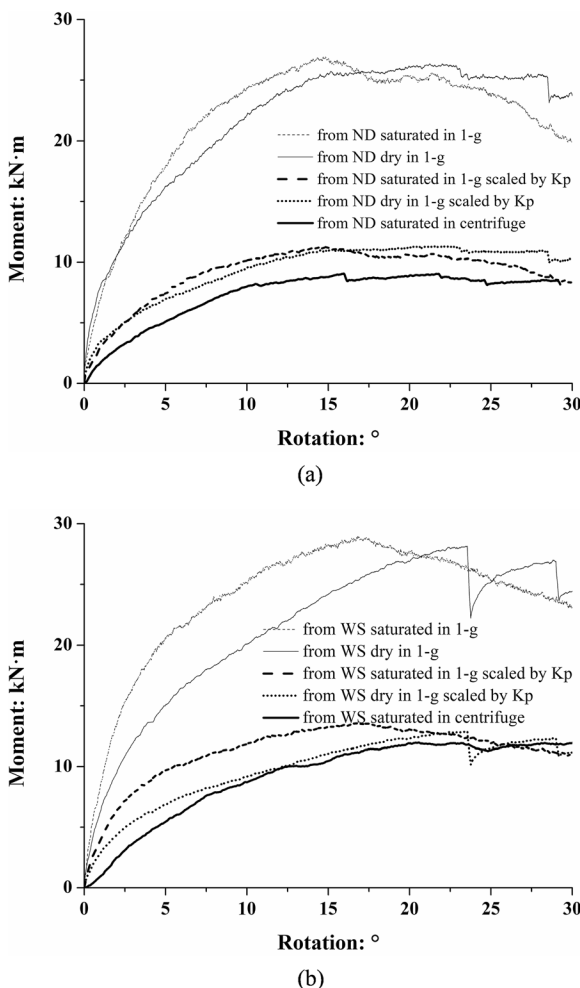 30
20
10
0
Moment: kN·m
from ND saturated in 1-g
from ND dry in 1-g
from ND saturated in 1-g scaled by Kp
from ND dry in 1-g scaled by Kp
from ND saturated in centrifuge
0 5 10 15 20 25 30
Rotation: °
(a)
30
20
10
0
Moment: kN·m
from WS saturated in 1-g
from WS dry in 1-g
from WS saturated in 1-g scaled by Kp
from WS dry in 1-g scaled by Kp
from WS saturated in centrifuge
0 5 10 15 20 25 30
Rotation: °
(b)